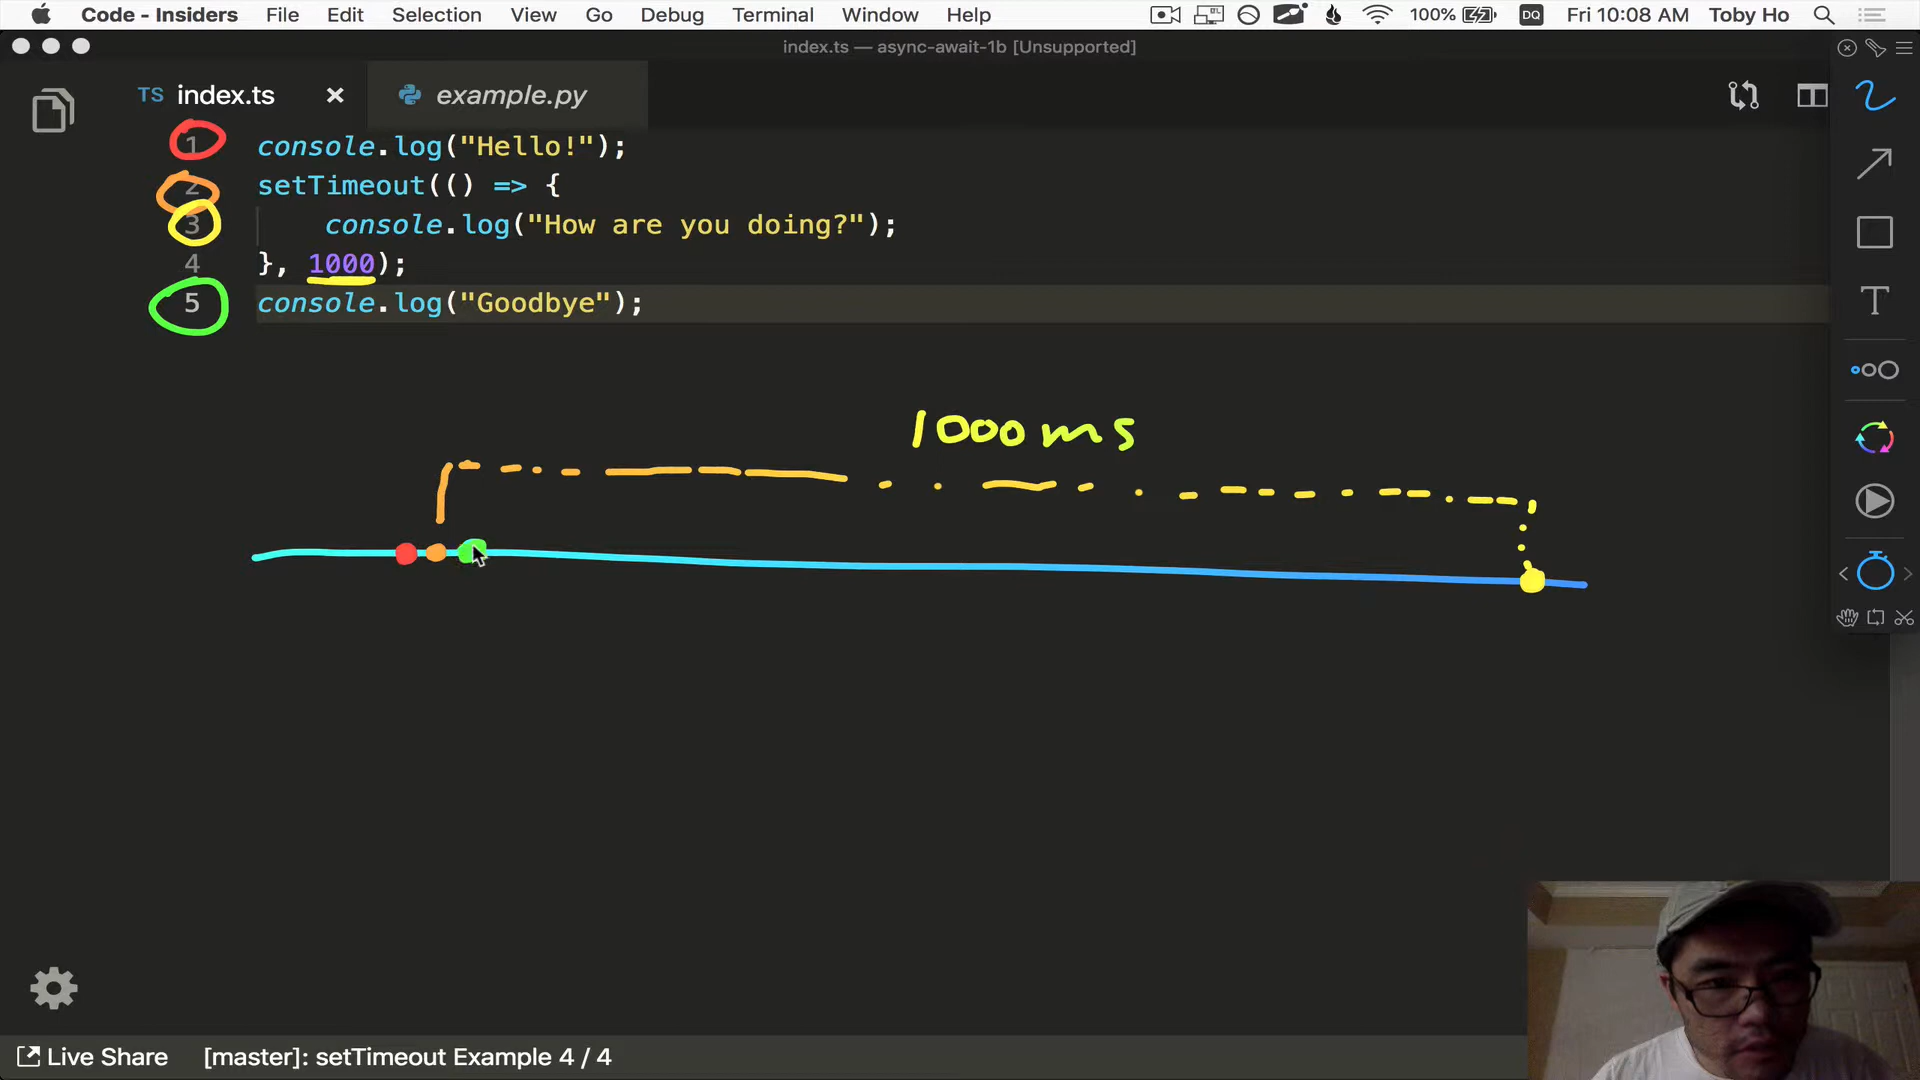 Code - Insiders File Edit Selection View Go Debug Terminal Window Help 100% DQ Fri 10:08 AM Toby Ho
index.ts — async-await-1b [Unsupported]
TS index.ts example.py
1 console.log("Hello!");
2 setTimeout(() => {
3 console.log("How are you doing?");
4 }, 1000);
5 console.log("Goodbye");
T
1000 ms
Live Share [master]: setTimeout Example 4 / 4